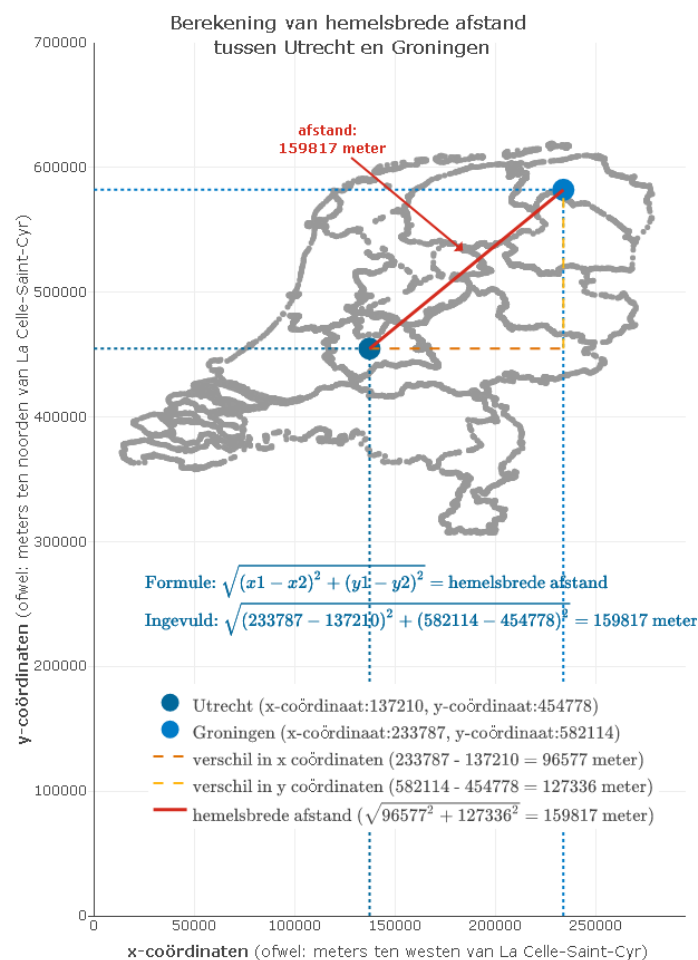 Berekening van hemelsbrede afstand
tussen Utrecht en Groningen
700000
600000
500000
400000
300000
200000
100000
0
y-coördinaten (ofwel: meters ten noorden van La Celle-Saint-Cyr)
afstand:
159817 meter
Formule: √(x1 − x2)² + (y1 − y2)² = hemelsbrede afstand
Ingevuld: √(233787 − 137210)² + (582114 − 454778)² = 159817 meter
Utrecht (x-coördinaat:137210, y-coördinaat:454778)
Groningen (x-coördinaat:233787, y-coördinaat:582114)
verschil in x coördinaten (233787 - 137210 = 96577 meter)
verschil in y coördinaten (582114 - 454778 = 127336 meter)
hemelsbrede afstand (√96577² + 127336² = 159817 meter)
0 50000 100000 150000 200000 250000
x-coördinaten (ofwel: meters ten westen van La Celle-Saint-Cyr)